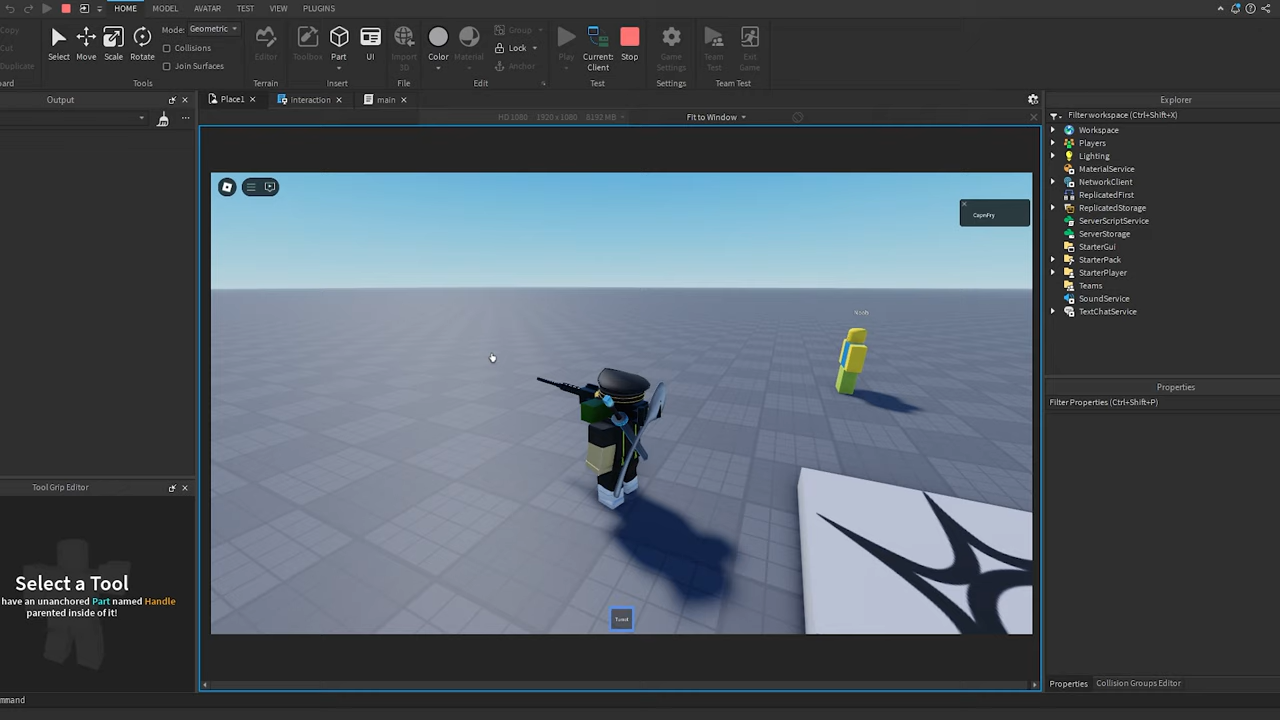 HOME MODEL AVATAR TEST VIEW PLUGINS
Copy
Cut
Duplicate
Select Move Scale Rotate
Mode: Geometric
Collisions
Join Surfaces
Editor
Toolbox Part UI
Import 3D
Color Material
Group
Lock
Anchor
Play
Current: Client
Stop
Game Settings
Team Test
Exit Game
Tools Terrain Insert File Edit Test Settings Team Test
Output
Place1 Interaction main
HD1080 1920 x 1080 8192 MB Fit to Window
Explorer
Filter workspace (Ctrl+Shift+X)
Workspace
Players
Lighting
MaterialService
NetworkClient
ReplicatedFirst
ReplicatedStorage
ServerScriptService
ServerStorage
StarterGui
StarterPack
StarterPlayer
Teams
SoundService
TextChatService
CapmFry
Noob
Tool Grip Editor
Select a Tool
have an unanchored Part named Handle
parented inside of it!
Properties
Filter Properties (Ctrl+Shift+P)
Properties Collision Groups Editor
mmand